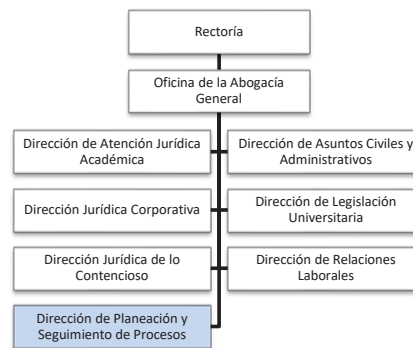 Rectoría
Oficina de la Abogacía
General
Dirección de Atención Jurídica
Académica
Dirección de Asuntos Civiles y
Administrativos
Dirección Jurídica Corporativa
Dirección de Legislación
Universitaria
Dirección Jurídica de lo
Contencioso
Dirección de Relaciones
Laborales
Dirección de Planeación y
Seguimiento de Procesos